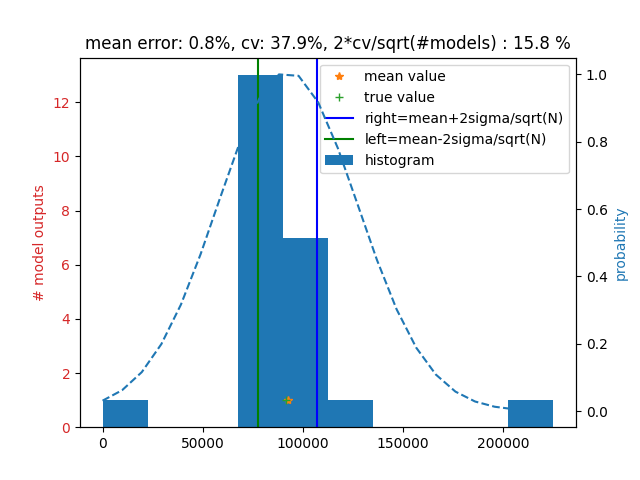 mean error: 0.8%, cv: 37.9%, 2*cv/sqrt(#models) : 15.8 %
mean value
true value
right=mean+2sigma/sqrt(N)
left=mean-2sigma/sqrt(N)
histogram
# model outputs
12
10
8
6
4
2
0
1.0
0.8
0.6
0.4
0.2
0.0
probability
0
50000
100000
150000
200000